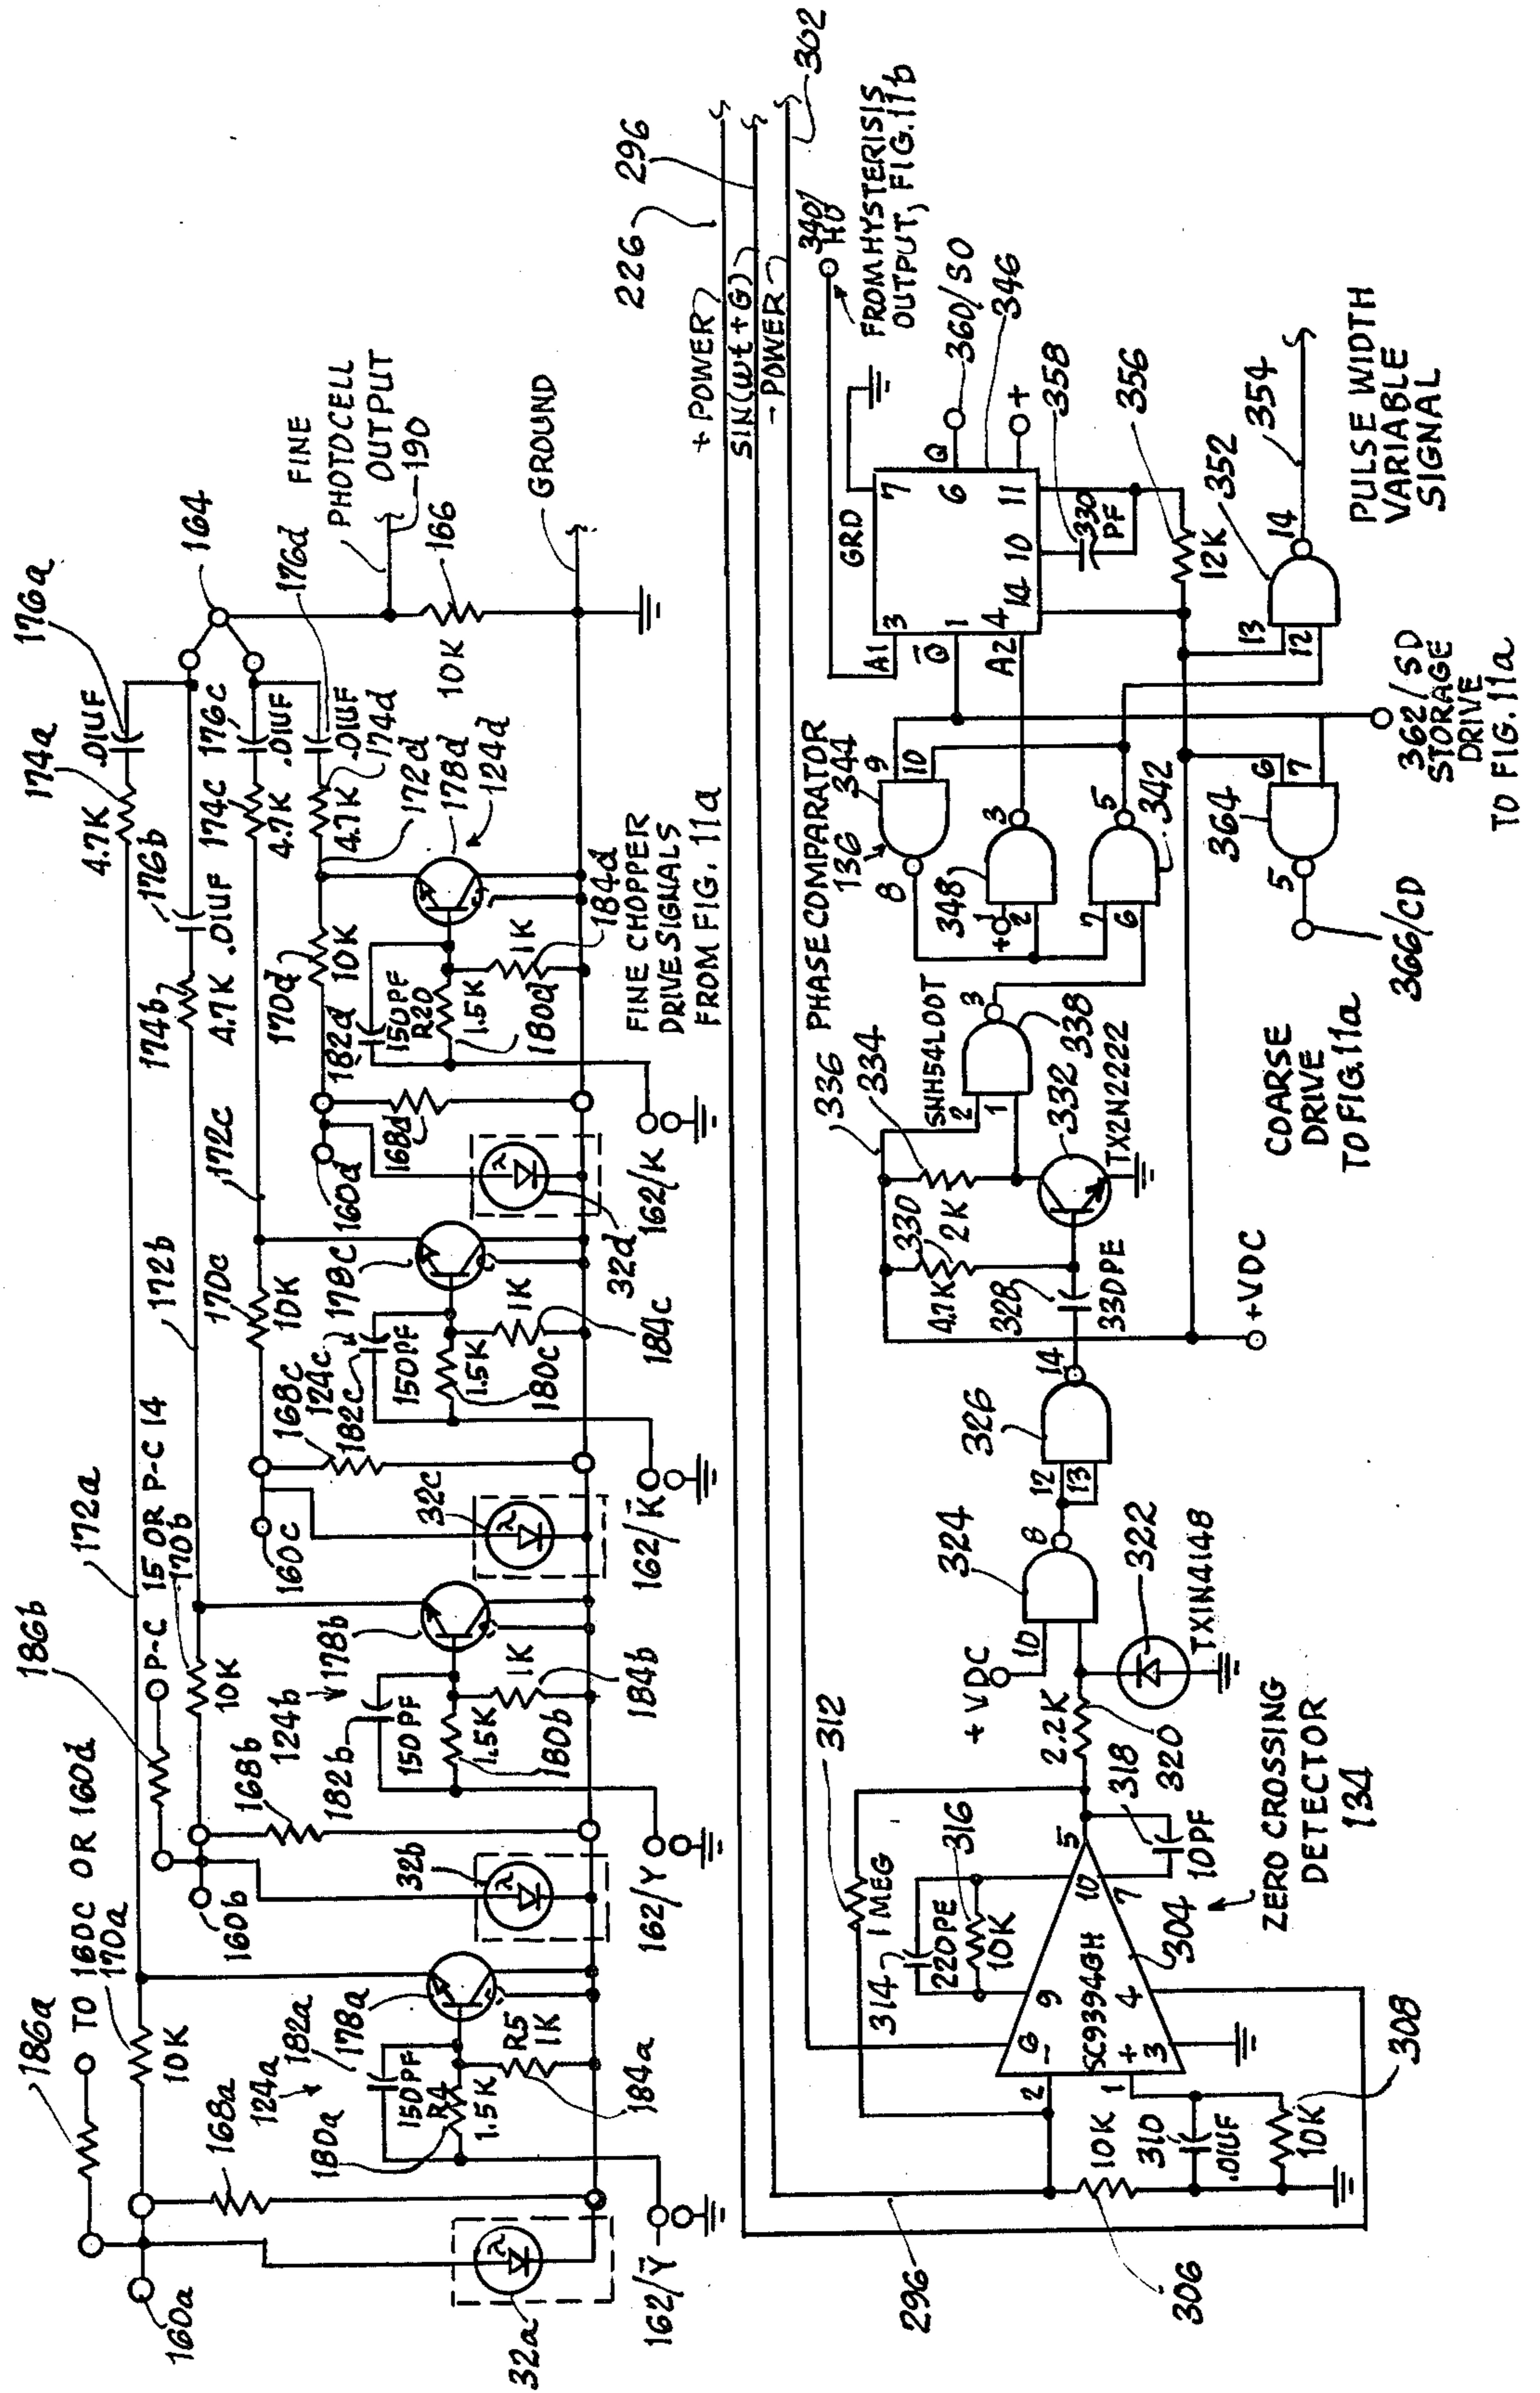 186a
TO 160C OR 160d
186b
P-C 15 OR P-C 14
172a
172b
172c
174a
176a
4.7K
.01UF
176b
174b
4.7K .01UF
174c
176c
4.7K
.01UF
174d
4.7K
.01UF
176d
164
FINE
PHOTOCELL
OUTPUT
190
166
10K
GROUND
160a
170a
10K
168a
124a
182a
178a
180a
150PF
R4
1.5K
R5
1K
184a
32a
λ
162/Y̅
160b
170b
10K
168b
124b
182b
178b
150PF
1.5K
1K
180b
184b
32b
λ
162/Y
160C
170C
10K
168C
124C
182C
178C
150PF
1.5K
1K
180C
184C
32C
λ
162/K̅
160d
170d
10K
168d
182d
172d
178d
124d
150PF
R20
1.5K
1K
180d
184d
32d
λ
162/K
FINE CHOPPER
DRIVE SIGNALS
FROM FIG. 11a
226
296
302
+ POWER
SIN(wt + G)
- POWER
340/
HO
FROM HYSTERISIS
OUTPUT, FIG. 11b
296
306
10K
310
.01UF
10K
308
2
1
-
+
3
4
6
9
10
7
5
SC9394GH
304
312
1 MEG
314
220PE
316
10K
318
10PF
320
2.2K
ZERO CROSSING
DETECTOR
134
+VDC
10
8
324
322
TXIN4148
326
12
13
14
328
330PE
4.7K
330
2K
334
336
332
TX2N2222
SNH54L00T
2
1
3
338
+VDC
PHASE COMPARATOR
136
344
8
9
10
348
+
1
2
3
7
6
5
342
A1
Q̅
A2
3
1
4
14
10
11
6
7
GRD
Q
360/SO
346
+
358
330
PF
356
12K
352
13
12
14
354
PULSE WIDTH
VARIABLE
SIGNAL
364
6
7
5
366/CD
COARSE
DRIVE
TO FIG.11a
362/SD
STORAGE
DRIVE
TO FIG. 11a